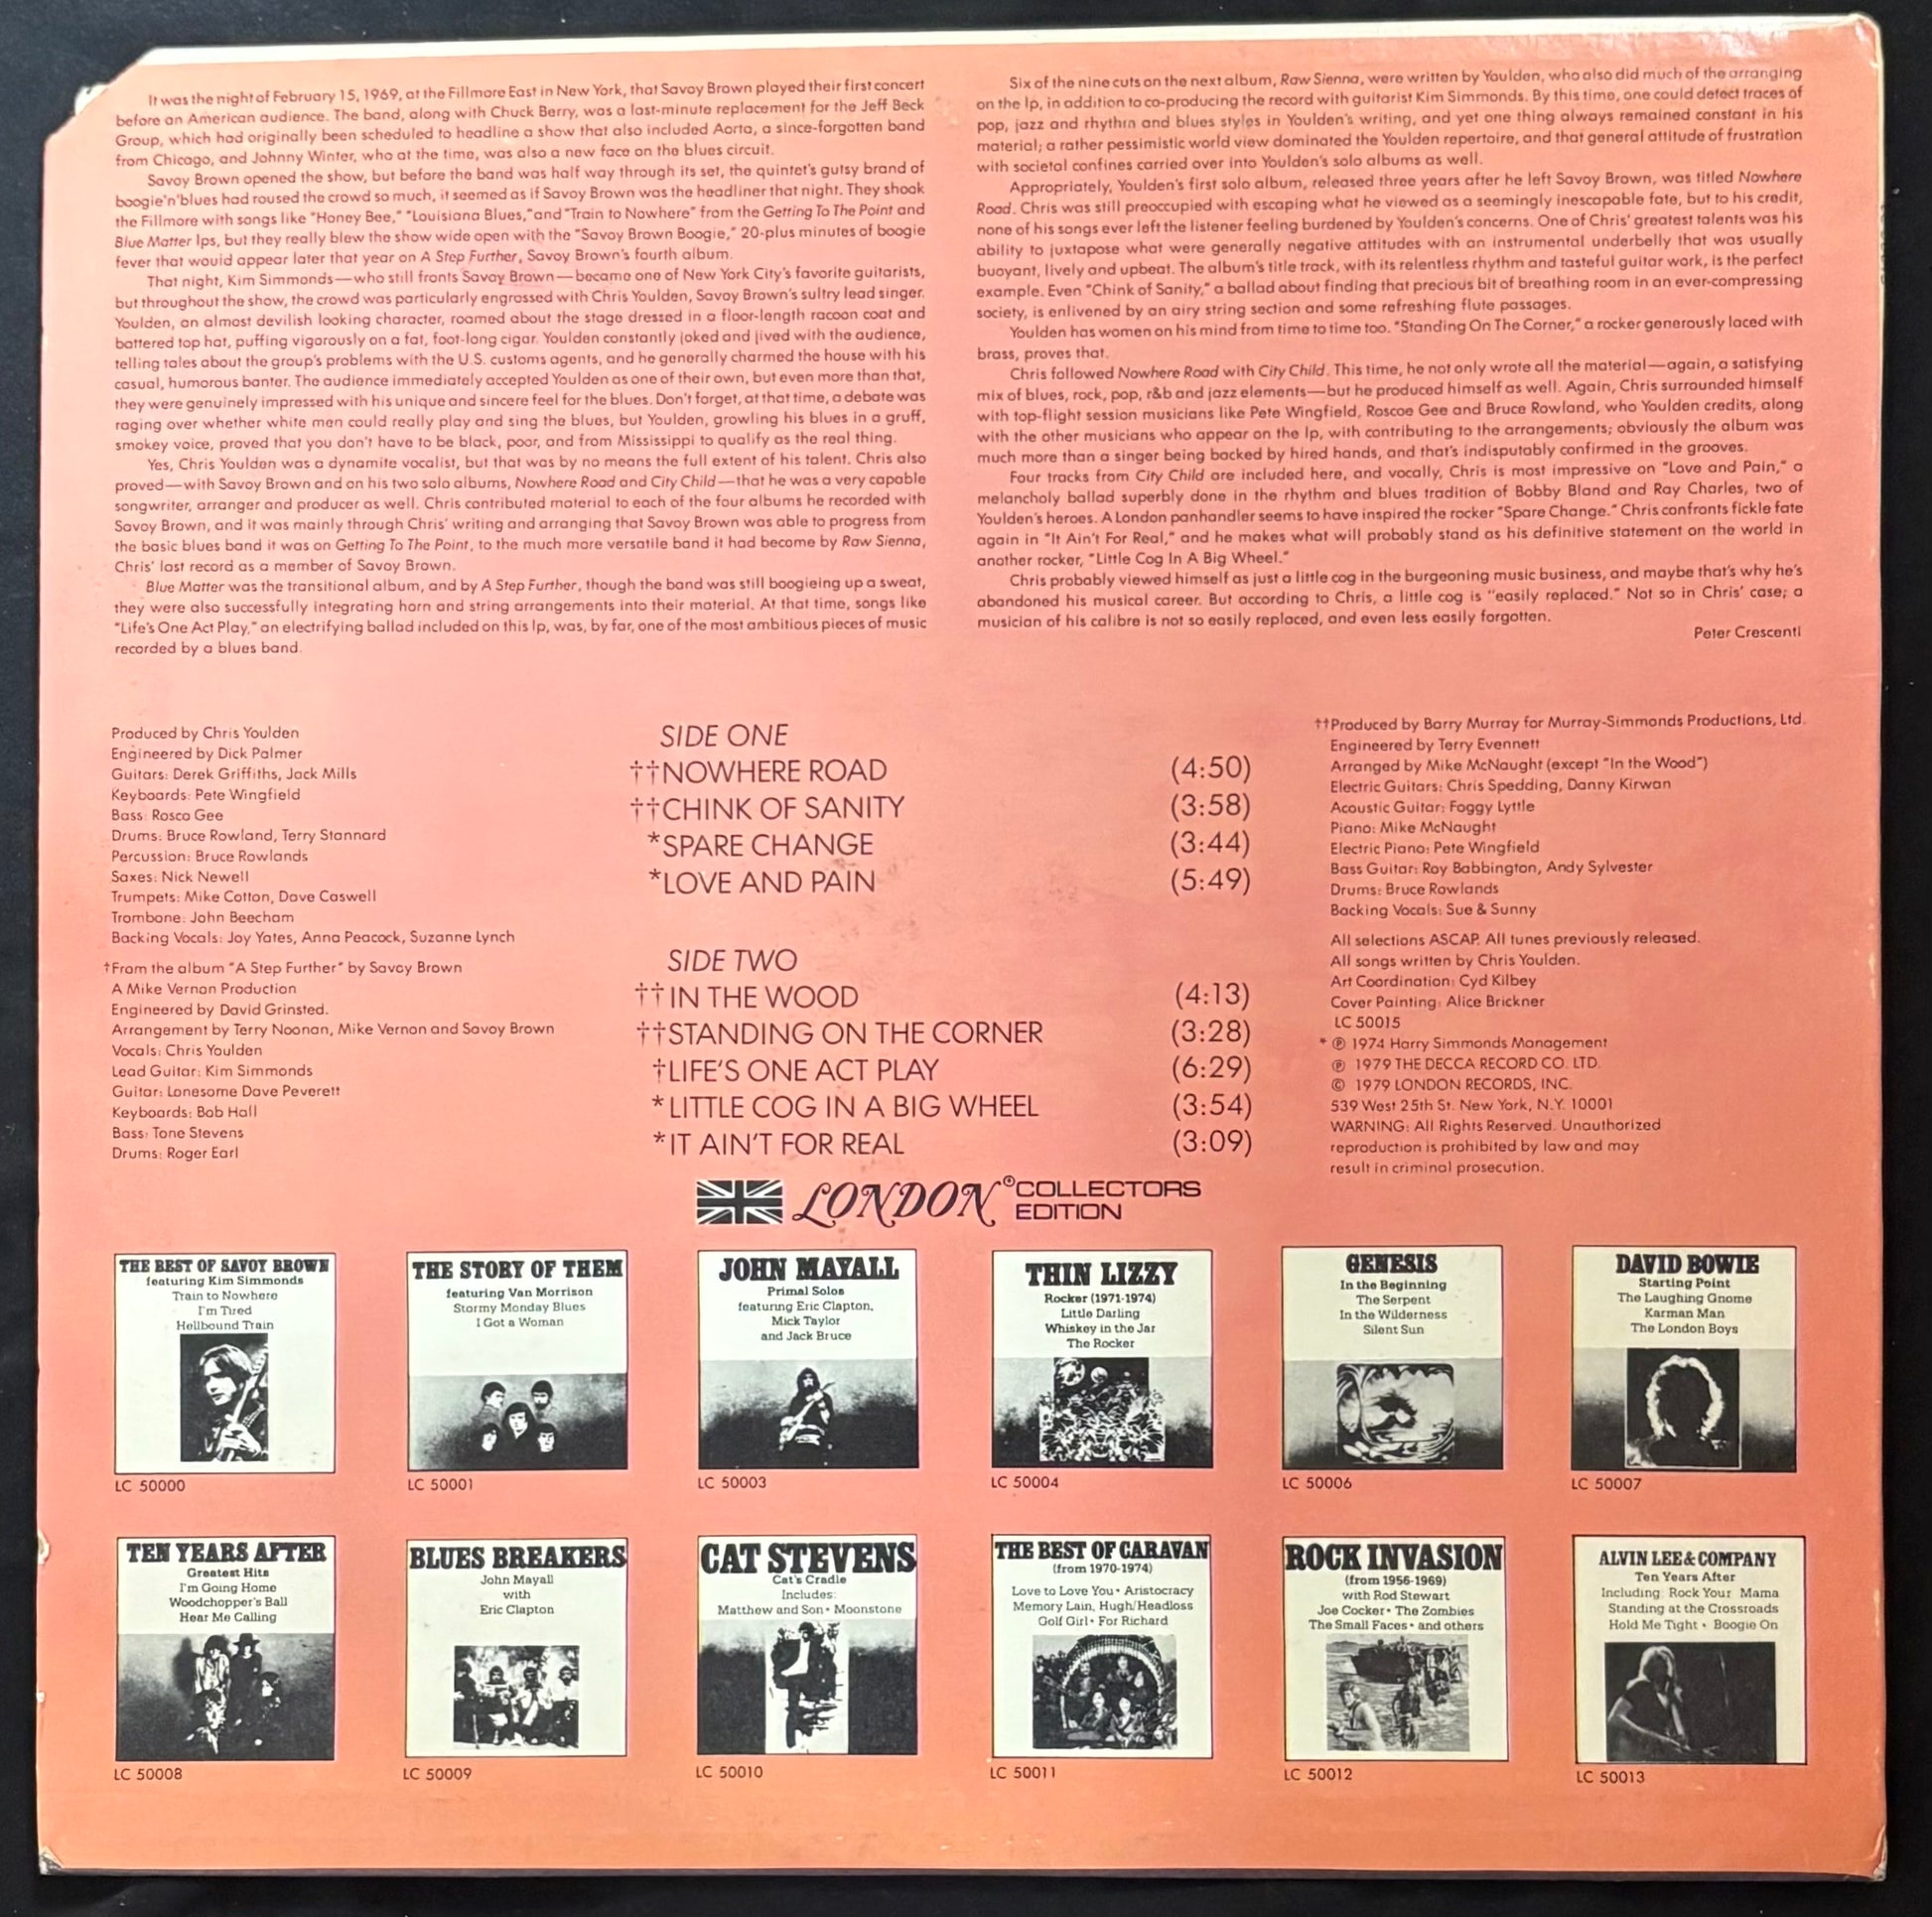 It was the night of February 15, 1969, at the Fillmore East in New York, that Savoy Brown played their first concert
before an American audience. The band, along with Chuck Berry, was a last-minute replacement for the Jeff Beck
Group, which had originally been scheduled to headline a show that also included Aorta, a since-forgotten band
from Chicago, and Johnny Winter, who at the time, was also a new face on the blues circuit.
Savoy Brown opened the show, but before the band was half way through its set, the quintet's gutsy brand of
boogie'n'blues had roused the crowd so much, it seemed as if Savoy Brown was the headliner that night. They shook
the Fillmore with songs like "Honey Bee," "Louisiana Blues," and "Train to Nowhere" from the Getting To The Point and
Blue Matter lps, but they really blew the show wide open with the "Savoy Brown Boogie," 20-plus minutes of boogie
fever that would appear later that year on A Step Further, Savoy Brown's fourth album.
That night, Kim Simmonds—who still fronts Savoy Brown—became one of New York City's favorite guitarists,
but throughout the show, the crowd was particularly engrossed with Chris Youlden, Savoy Brown's sultry lead singer.
Youlden, an almost devilish looking character, roamed about the stage dressed in a floor-length racoon coat and
battered top hat, puffing vigorously on a fat, foot-long cigar. Youlden constantly joked and jived with the audience,
telling tales about the group's problems with the U.S. customs agents, and he generally charmed the house with his
casual, humorous banter. The audience immediately accepted Youlden as one of their own, but even more than that,
they were genuinely impressed with his unique and sincere feel for the blues. Don't forget, at that time, a debate was
raging over whether white men could really play and sing the blues, but Youlden, growling his blues in a gruff,
smokey voice, proved that you don't have to be black, poor, and from Mississippi to qualify as the real thing.
Yes, Chris Youlden was a dynamite vocalist, but that was by no means the full extent of his talent. Chris also
proved—with Savoy Brown and on his two solo albums, Nowhere Road and City Child—that he was a very capable
songwriter, arranger and producer as well. Chris contributed material to each of the four albums he recorded with
Savoy Brown, and it was mainly through Chris' writing and arranging that Savoy Brown was able to progress from
the basic blues band it was on Getting To The Point, to the much more versatile band it had become by Raw Sienna,
Chris' last record as a member of Savoy Brown.
Blue Matter was the transitional album, and by A Step Further, though the band was still boogieing up a sweat,
they were also successfully integrating horn and string arrangements into their material. At that time, songs like
"Life's One Act Play," an electrifying ballad included on this lp, was, by far, one of the most ambitious pieces of music
recorded by a blues band.
Six of the nine cuts on the next album, Raw Sienna, were written by Youlden, who also did much of the arranging
on the lp, in addition to co-producing the record with guitarist Kim Simmonds. By this time, one could detect traces of
pop, jazz and rhythm and blues styles in Youlden's writing, and yet one thing always remained constant in his
material; a rather pessimistic world view dominated the Youlden repertoire, and that general attitude of frustration
with societal confines carried over into Youlden's solo albums as well.
Appropriately, Youlden's first solo album, released three years after he left Savoy Brown, was titled Nowhere
Road. Chris was still preoccupied with escaping what he viewed as a seemingly inescapable fate, but to his credit,
none of his songs ever left the listener feeling burdened by Youlden's concerns. One of Chris' greatest talents was his
ability to juxtapose what were generally negative attitudes with an instrumental underbelly that was usually
buoyant, lively and upbeat. The album's title track, with its relentless rhythm and tasteful guitar work, is the perfect
example. Even "Chink of Sanity," a ballad about finding that precious bit of breathing room in an ever-compressing
society, is enlivened by an airy string section and some refreshing flute passages.
Youlden has women on his mind from time to time too. "Standing On The Corner," a rocker generously laced with
brass, proves that.
Chris followed Nowhere Road with City Child. This time, he not only wrote all the material—again, a satisfying
mix of blues, rock, pop, r&b and jazz elements—but he produced himself as well. Again, Chris surrounded himself
with top-flight session musicians like Pete Wingfield, Roscoe Gee and Bruce Rowland, who Youlden credits, along
with the other musicians who appear on the lp, with contributing to the arrangements; obviously the album was
much more than a singer being backed by hired hands, and that's indisputably confirmed in the grooves.
Four tracks from City Child are included here, and vocally, Chris is most impressive on "Love and Pain," a
melancholy ballad superbly done in the rhythm and blues tradition of Bobby Bland and Ray Charles, two of
Youlden's heroes. A London panhandler seems to have inspired the rocker "Spare Change." Chris confronts fickle fate
again in "It Ain't For Real," and he makes what will probably stand as his definitive statement on the world in
another rocker, "Little Cog In A Big Wheel."
Chris probably viewed himself as just a little cog in the burgeoning music business, and maybe that's why he's
abandoned his musical career. But according to Chris, a little cog is "easily replaced." Not so in Chris' case; a
musician of his calibre is not so easily replaced, and even less easily forgotten.
Peter Crescenti
Produced by Chris Youlden
Engineered by Dick Palmer
Guitars: Derek Griffiths, Jack Mills
Keyboards: Pete Wingfield
Bass: Rosco Gee
Drums: Bruce Rowland, Terry Stannard
Percussion: Bruce Rowlands
Saxes: Nick Newell
Trumpets: Mike Cotton, Dave Caswell
Trombone: John Beecham
Backing Vocals: Joy Yates, Anna Peacock, Suzanne Lynch
†From the album "A Step Further" by Savoy Brown
A Mike Vernon Production
Engineered by David Grinsted.
Arrangement by Terry Noonan, Mike Vernon and Savoy Brown
Vocals: Chris Youlden
Lead Guitar: Kim Simmonds
Guitar: Lonesome Dave Peverett
Keyboards: Bob Hall
Bass: Tone Stevens
Drums: Roger Earl
SIDE ONE
††NOWHERE ROAD (4:50)
††CHINK OF SANITY (3:58)
*SPARE CHANGE (3:44)
*LOVE AND PAIN (5:49)
SIDE TWO
††IN THE WOOD (4:13)
††STANDING ON THE CORNER (3:28)
†LIFE'S ONE ACT PLAY (6:29)
*LITTLE COG IN A BIG WHEEL (3:54)
*IT AIN'T FOR REAL (3:09)
††Produced by Barry Murray for Murray-Simmonds Productions, Ltd.
Engineered by Terry Evennett
Arranged by Mike McNaught (except "In the Wood")
Electric Guitars: Chris Spedding, Danny Kirwan
Acoustic Guitar: Foggy Lyttle
Piano: Mike McNaught
Electric Piano: Pete Wingfield
Bass Guitar: Roy Babbington, Andy Sylvester
Drums: Bruce Rowlands
Backing Vocals: Sue & Sunny
All selections ASCAP. All tunes previously released.
All songs written by Chris Youlden.
Art Coordination: Cyd Kilbey
Cover Painting: Alice Brickner
LC 50015
* ℗ 1974 Harry Simmonds Management
℗ 1979 THE DECCA RECORD CO. LTD.
© 1979 LONDON RECORDS, INC.
539 West 25th St. New York, N.Y. 10001
WARNING: All Rights Reserved. Unauthorized
reproduction is prohibited by law and may
result in criminal prosecution.
LONDON® COLLECTORS
EDITION
THE BEST OF SAVOY BROWN
featuring Kim Simmonds
Train to Nowhere
I'm Tired
Hellbound Train
LC 50000
THE STORY OF THEM
featuring Van Morrison
Stormy Monday Blues
I Got a Woman
LC 50001
JOHN MAYALL
Primal Solos
featuring Eric Clapton,
Mick Taylor
and Jack Bruce
LC 50003
THIN LIZZY
Rocker (1971-1974)
Little Darling
Whiskey in the Jar
The Rocker
LC 50004
GENESIS
In the Beginning
The Serpent
In the Wilderness
Silent Sun
LC 50006
DAVID BOWIE
Starting Point
The Laughing Gnome
Karman Man
The London Boys
LC 50007
TEN YEARS AFTER
Greatest Hits
I'm Going Home
Woodchopper's Ball
Hear Me Calling
LC 50008
BLUES BREAKERS
John Mayall
with
Eric Clapton
LC 50009
CAT STEVENS
Cat's Cradle
Includes:
Matthew and Son • Moonstone
LC 50010
THE BEST OF CARAVAN
(from 1970-1974)
Love to Love You • Aristocracy
Memory Lain, Hugh/Headloss
Golf Girl • For Richard
LC 50011
ROCK INVASION
(from 1956-1969)
with Rod Stewart
Joe Cocker • The Zombies
The Small Faces • and others
LC 50012
ALVIN LEE & COMPANY
Ten Years After
Including: Rock Your Mama
Standing at the Crossroads
Hold Me Tight • Boogie On
LC 50013